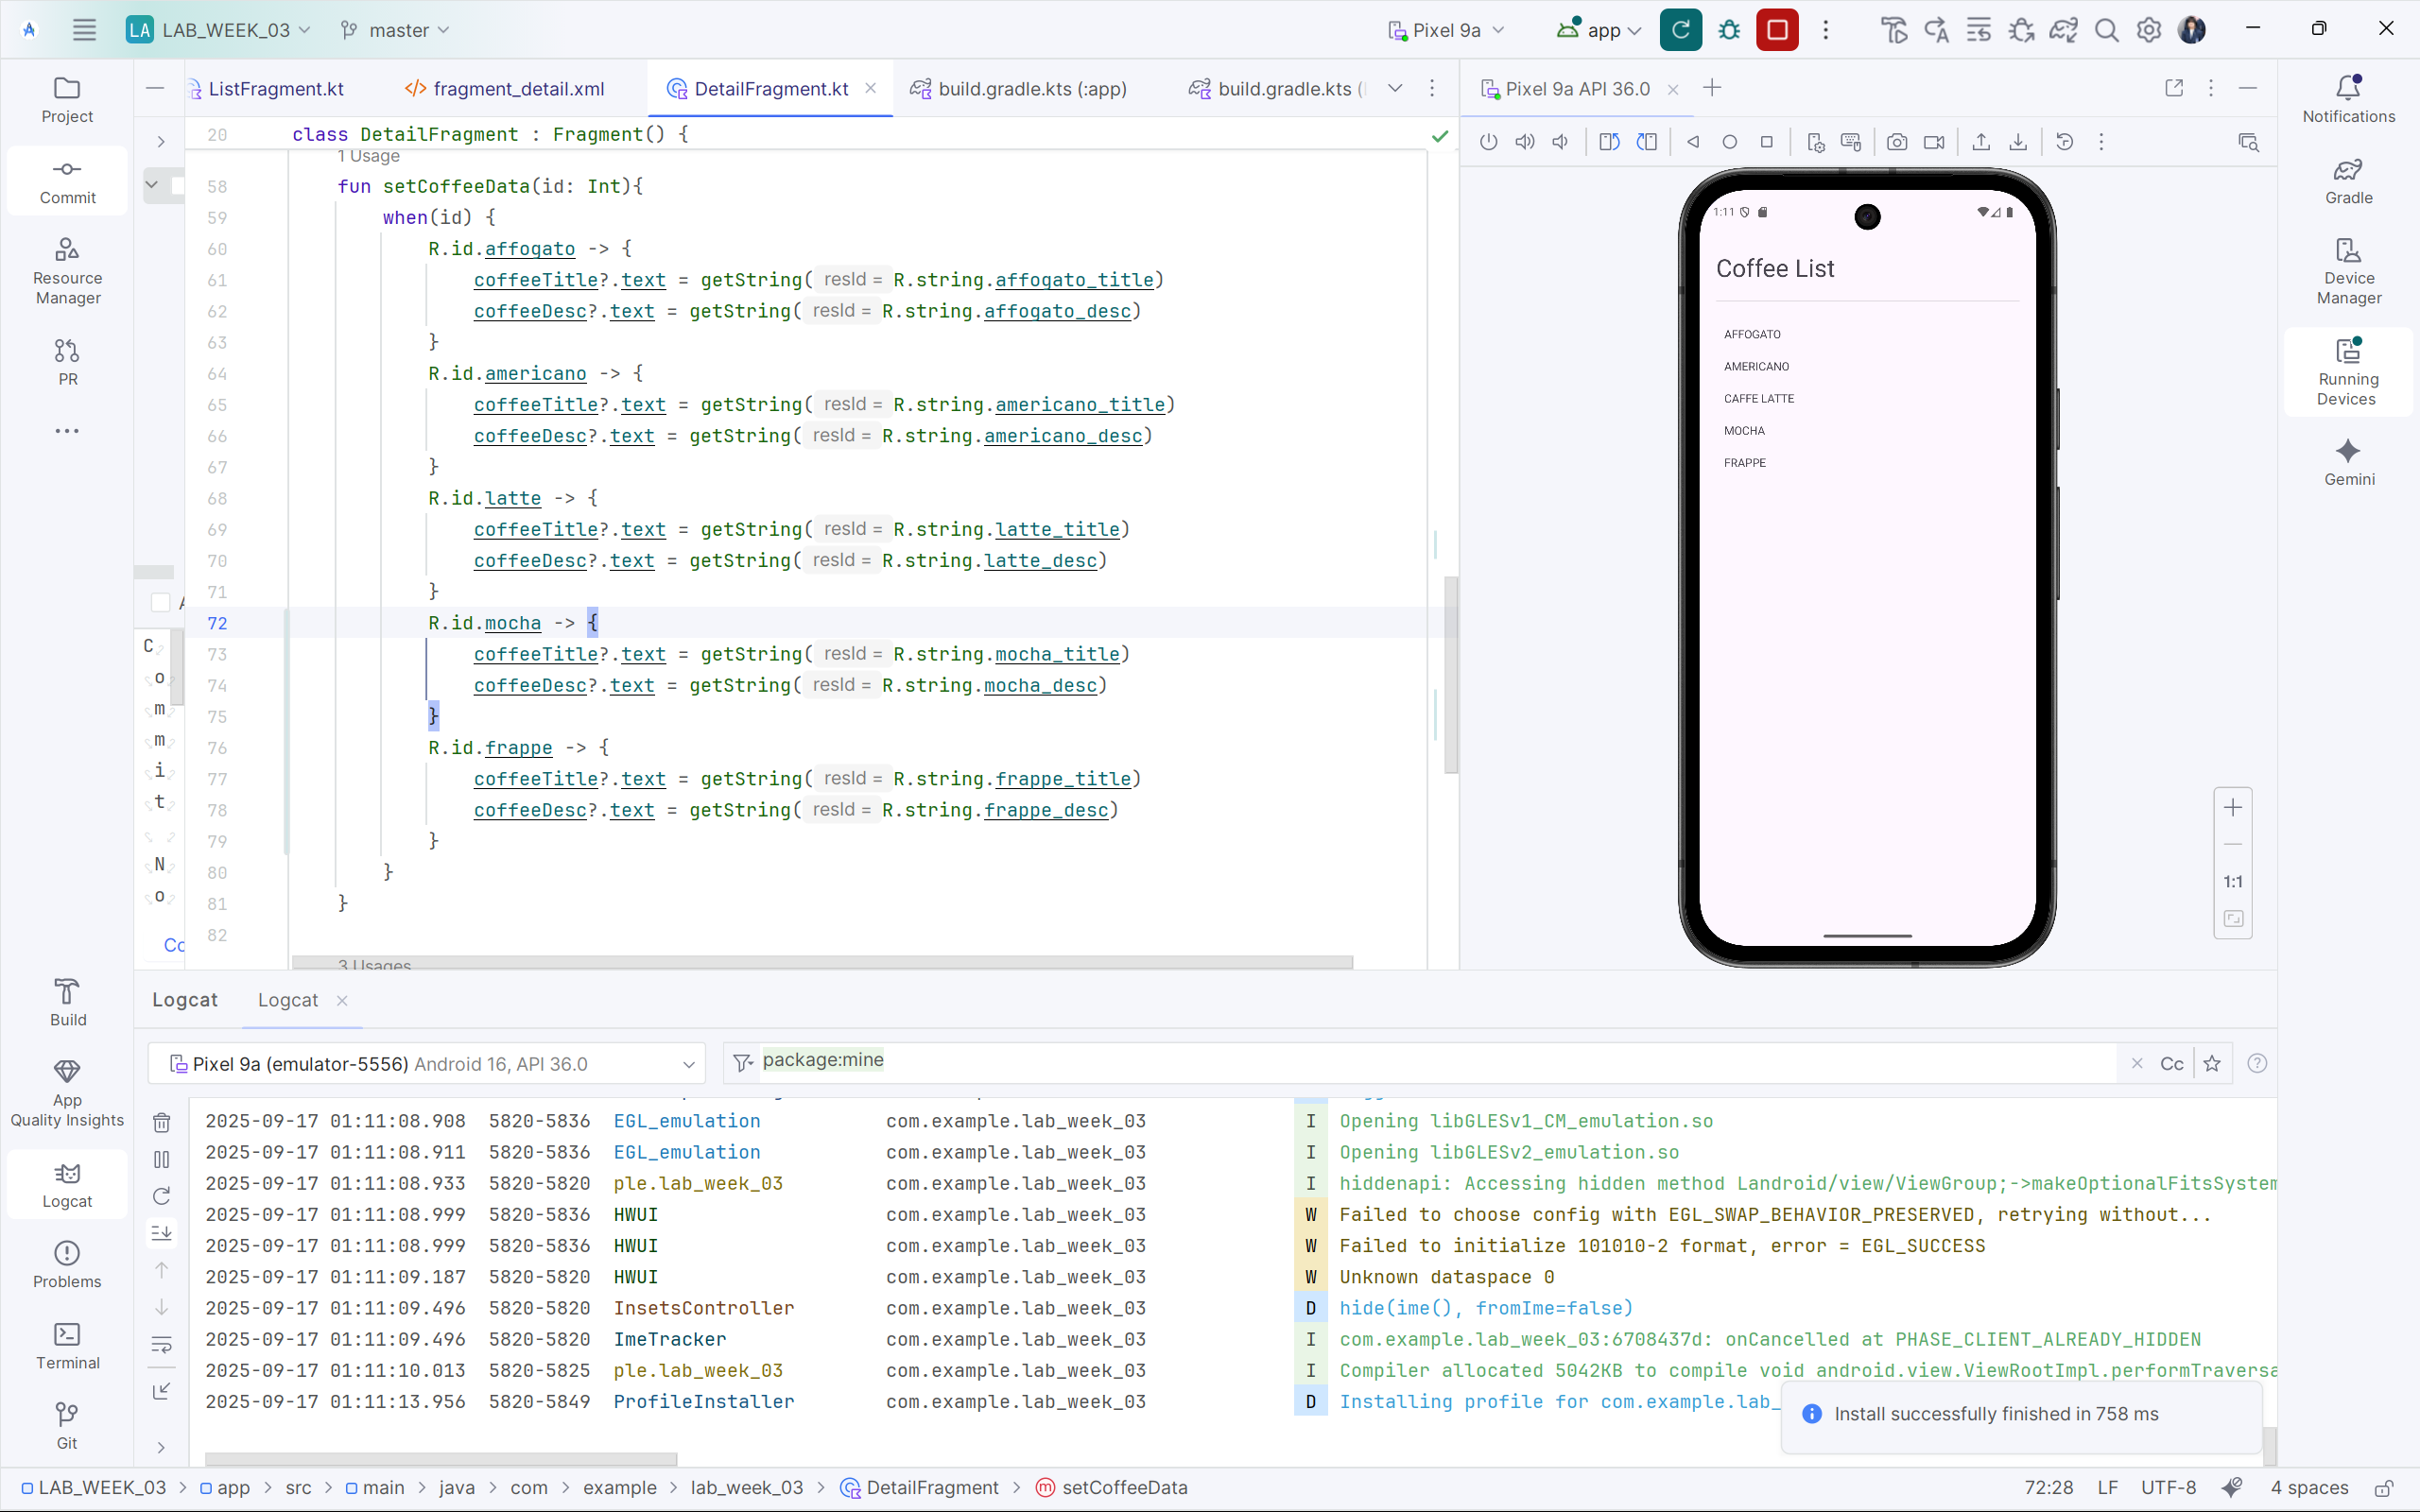 LA LAB_WEEK_03 master Pixel 9a app
Project
Commit
Resource
Manager
PR
Build
App
Quality Insights
Logcat
Problems
Terminal
Git
ListFragment.kt fragment_detail.xml DetailFragment.kt build.gradle.kts (:app) build.gradle.kts (
20 class DetailFragment : Fragment() {
1 Usage
58 fun setCoffeeData(id: Int){
59 when(id) {
60 R.id.affogato -> {
61 coffeeTitle?.text = getString( resId = R.string.affogato_title)
62 coffeeDesc?.text = getString( resId = R.string.affogato_desc)
63 }
64 R.id.americano -> {
65 coffeeTitle?.text = getString( resId = R.string.americano_title)
66 coffeeDesc?.text = getString( resId = R.string.americano_desc)
67 }
68 R.id.latte -> {
69 coffeeTitle?.text = getString( resId = R.string.latte_title)
70 coffeeDesc?.text = getString( resId = R.string.latte_desc)
71 }
72 R.id.mocha -> {
73 coffeeTitle?.text = getString( resId = R.string.mocha_title)
74 coffeeDesc?.text = getString( resId = R.string.mocha_desc)
75 }
76 R.id.frappe -> {
77 coffeeTitle?.text = getString( resId = R.string.frappe_title)
78 coffeeDesc?.text = getString( resId = R.string.frappe_desc)
79 }
80 }
81 }
82
3 Usages
C
o
m
m
i
t
N
o
Co
Pixel 9a API 36.0
1:11
Coffee List
AFFOGATO
AMERICANO
CAFFE LATTE
MOCHA
FRAPPE
1:1
Notifications
Gradle
Device
Manager
Running
Devices
Gemini
Logcat Logcat
Pixel 9a (emulator-5556) Android 16, API 36.0 package:mine Cc
2025-09-17 01:11:08.908 5820-5836 EGL_emulation com.example.lab_week_03 I Opening libGLESv1_CM_emulation.so
2025-09-17 01:11:08.911 5820-5836 EGL_emulation com.example.lab_week_03 I Opening libGLESv2_emulation.so
2025-09-17 01:11:08.933 5820-5820 ple.lab_week_03 com.example.lab_week_03 I hiddenapi: Accessing hidden method Landroid/view/ViewGroup;->makeOptionalFitsSystem
2025-09-17 01:11:08.999 5820-5836 HWUI com.example.lab_week_03 W Failed to choose config with EGL_SWAP_BEHAVIOR_PRESERVED, retrying without...
2025-09-17 01:11:08.999 5820-5836 HWUI com.example.lab_week_03 W Failed to initialize 101010-2 format, error = EGL_SUCCESS
2025-09-17 01:11:09.187 5820-5820 HWUI com.example.lab_week_03 W Unknown dataspace 0
2025-09-17 01:11:09.496 5820-5820 InsetsController com.example.lab_week_03 D hide(ime(), fromIme=false)
2025-09-17 01:11:09.496 5820-5820 ImeTracker com.example.lab_week_03 I com.example.lab_week_03:6708437d: onCancelled at PHASE_CLIENT_ALREADY_HIDDEN
2025-09-17 01:11:10.013 5820-5825 ple.lab_week_03 com.example.lab_week_03 I Compiler allocated 5042KB to compile void android.view.ViewRootImpl.performTraversa
2025-09-17 01:11:13.956 5820-5849 ProfileInstaller com.example.lab_week_03 D Installing profile for com.example.lab_
Install successfully finished in 758 ms
LAB_WEEK_03 > app > src > main > java > com > example > lab_week_03 > DetailFragment > m setCoffeeData 72:28 LF UTF-8 4 spaces